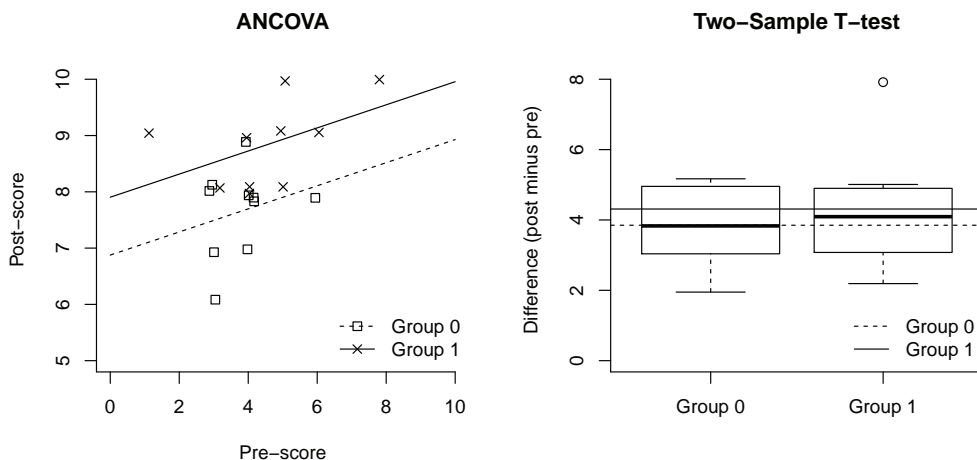 ANCOVA
Post−score
10
9
8
7
6
5
0 2 4 6 8 10
Pre−score
Group 0
Group 1
Two−Sample T−test
Difference (post minus pre)
8
6
4
2
0
Group 0 Group 1
Group 0
Group 1